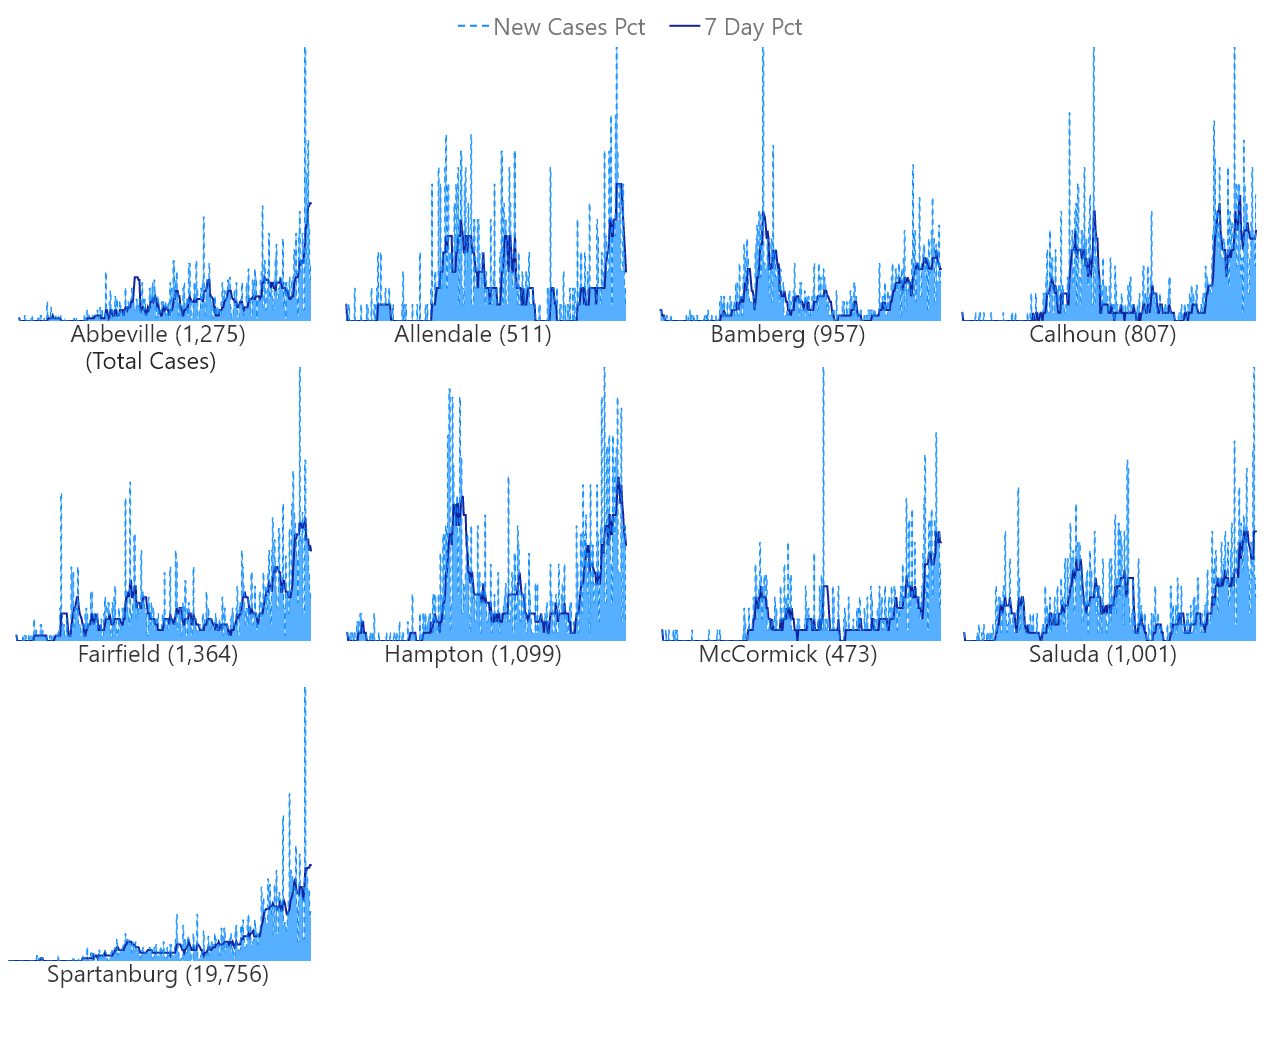 New Cases Pct 7 Day Pct
Abbeville (1,275)
(Total Cases)
Allendale (511)
Bamberg (957)
Calhoun (807)
Fairfield (1,364)
Hampton (1,099)
McCormick (473)
Saluda (1,001)
Spartanburg (19,756)